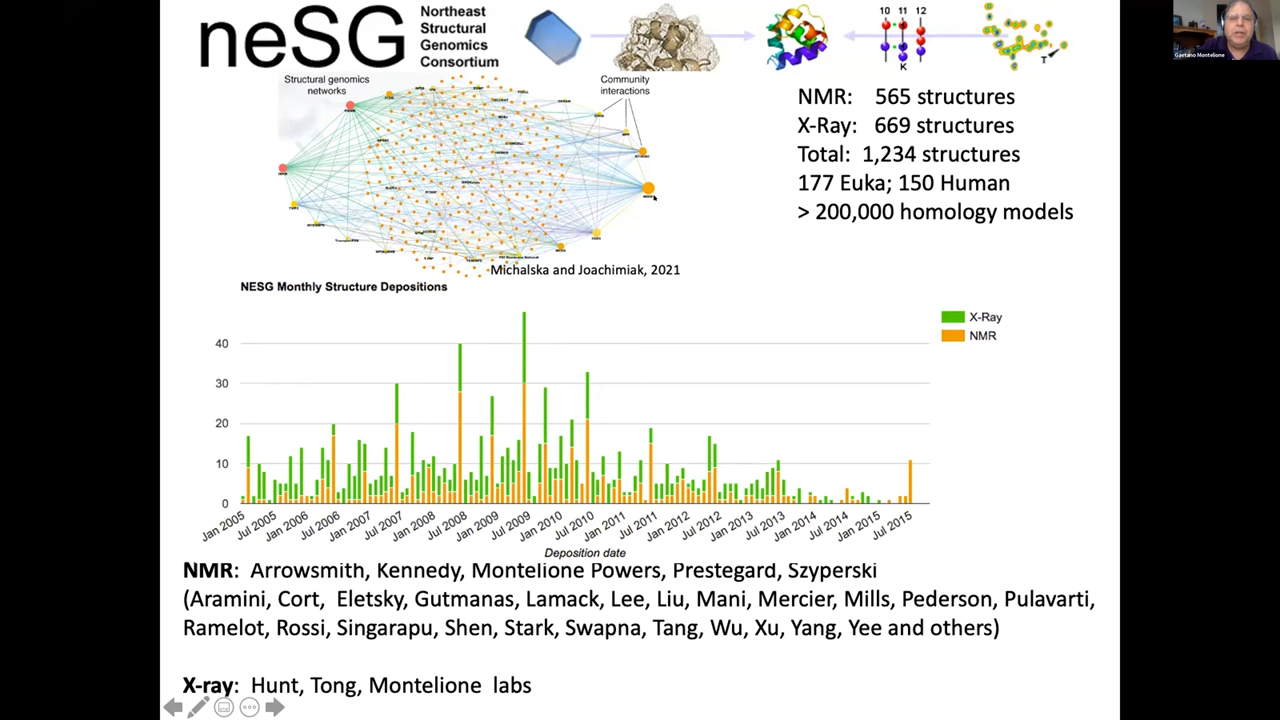 neSG
Northeast
Structural
Genomics
Consortium
10 11 12
K
T
Gaetano Montelione
Structural genomics
networks
Community
interactions
Michalska and Joachimiak, 2021
NMR: 565 structures
X-Ray: 669 structures
Total: 1,234 structures
177 Euka; 150 Human
> 200,000 homology models
NESG Monthly Structure Depositions
X-Ray
NMR
40
30
20
10
0
Jan 2005
Jul 2005
Jan 2006
Jul 2006
Jan 2007
Jul 2007
Jan 2008
Jul 2008
Jan 2009
Jul 2009
Jan 2010
Jul 2010
Jan 2011
Jul 2011
Jan 2012
Jul 2012
Jan 2013
Jul 2013
Jan 2014
Jul 2014
Jan 2015
Jul 2015
Deposition date
NMR: Arrowsmith, Kennedy, Montelione Powers, Prestegard, Szyperski
(Aramini, Cort, Eletsky, Gutmanas, Lamack, Lee, Liu, Mani, Mercier, Mills, Pederson, Pulavarti,
Ramelot, Rossi, Singarapu, Shen, Stark, Swapna, Tang, Wu, Xu, Yang, Yee and others)
X-ray: Hunt, Tong, Montelione labs